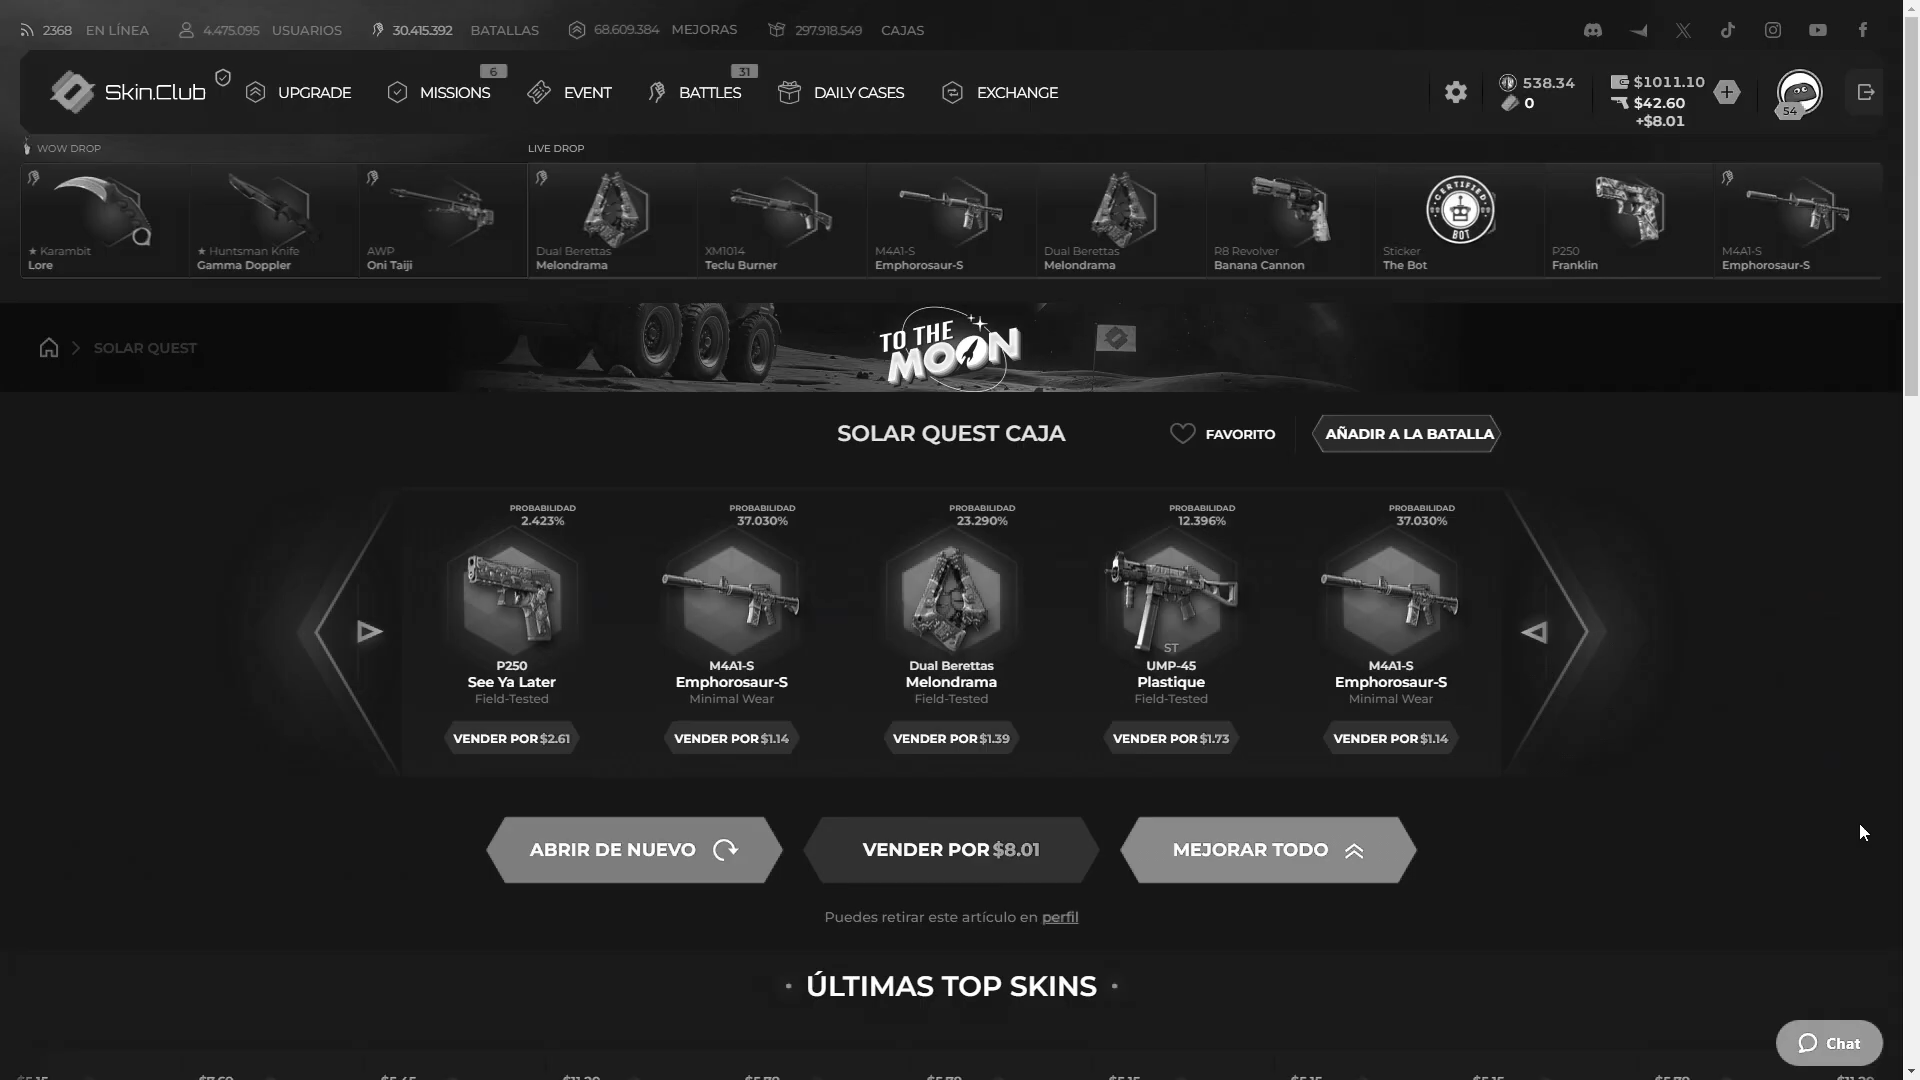 2368 EN LÍNEA 4.475.095 USUARIOS 30.415.392 BATALLAS 68.609.384 MEJORAS 297.918.549 CAJAS
Skin.Club UPGRADE MISSIONS 6 EVENT BATTLES 31 DAILY CASES EXCHANGE
538.34 $1011.10
0 $42.60
+$8.01
54
WOW DROP LIVE DROP
★ Karambit
Lore
★ Huntsman Knife
Gamma Doppler
AWP
Oni Taiji
Dual Berettas
Melondrama
XM1014
Teclu Burner
M4A1-S
Emphorosaur-S
Dual Berettas
Melondrama
R8 Revolver
Banana Cannon
CERTIFIED
BOT
Sticker
The Bot
P250
Franklin
M4A1-S
Emphorosaur-S
SOLAR QUEST
TO THE
MOON
SOLAR QUEST CAJA
FAVORITO
AÑADIR A LA BATALLA
PROBABILIDAD
2.423%
P250
See Ya Later
Field-Tested
VENDER POR $2.61
PROBABILIDAD
37.030%
M4A1-S
Emphorosaur-S
Minimal Wear
VENDER POR $1.14
PROBABILIDAD
23.290%
Dual Berettas
Melondrama
Field-Tested
VENDER POR $1.39
PROBABILIDAD
12.396%
ST
UMP-45
Plastique
Field-Tested
VENDER POR $1.73
PROBABILIDAD
37.030%
M4A1-S
Emphorosaur-S
Minimal Wear
VENDER POR $1.14
ABRIR DE NUEVO
VENDER POR $8.01
MEJORAR TODO
Puedes retirar este artículo en perfil
· ÚLTIMAS TOP SKINS ·
Chat